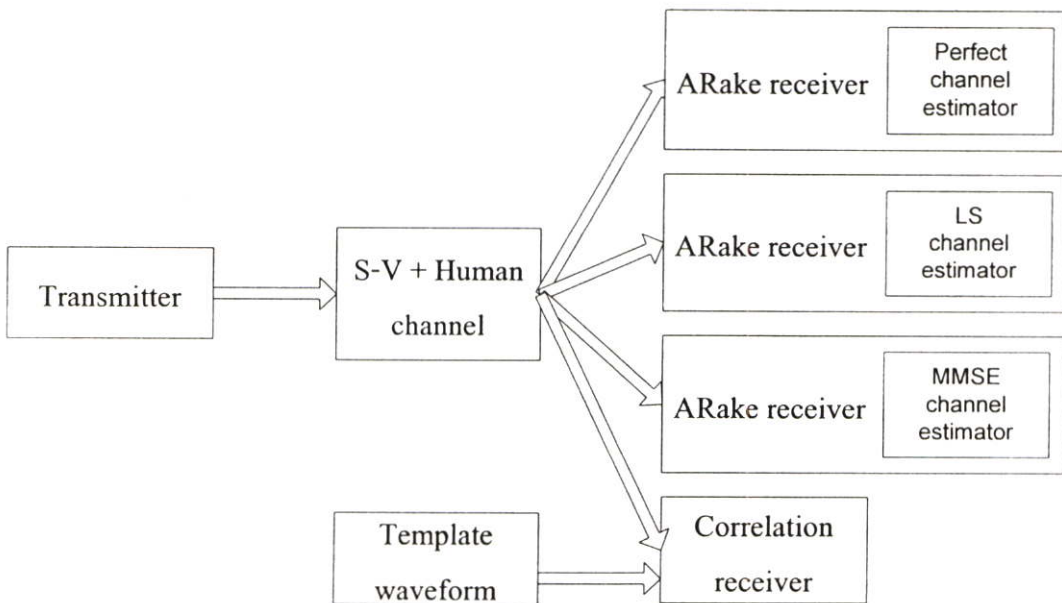 ARake receiver
Perfect
channel
estimator
ARake receiver
LS
channel
estimator
Transmitter
S-V + Human
channel
ARake receiver
MMSE
channel
estimator
Template
waveform
Correlation
receiver